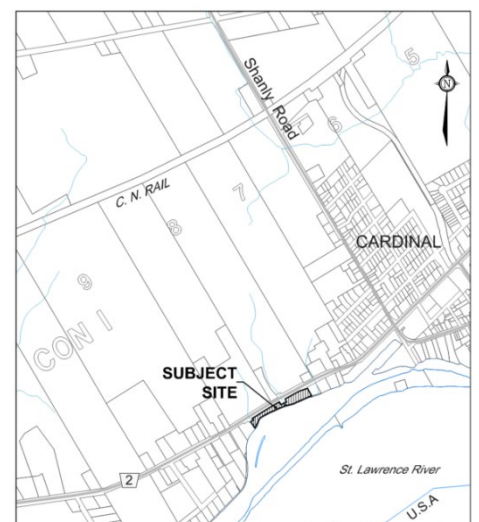 Shanly Road
5
N
6
C. N. RAIL
7
CARDINAL
8
9
CON I
SUBJECT
SITE
2
St. Lawrence River
U.S.A